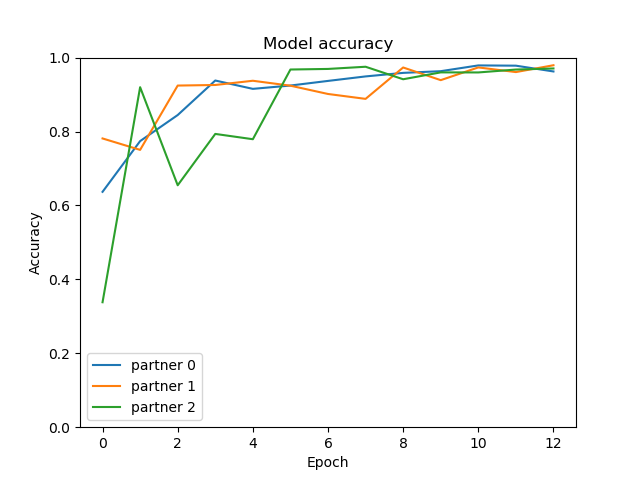 Model accuracy
Accuracy
1.0
0.8
0.6
0.4
0.2
0.0
partner 0
partner 1
partner 2
0 2 4 6 8 10 12
Epoch